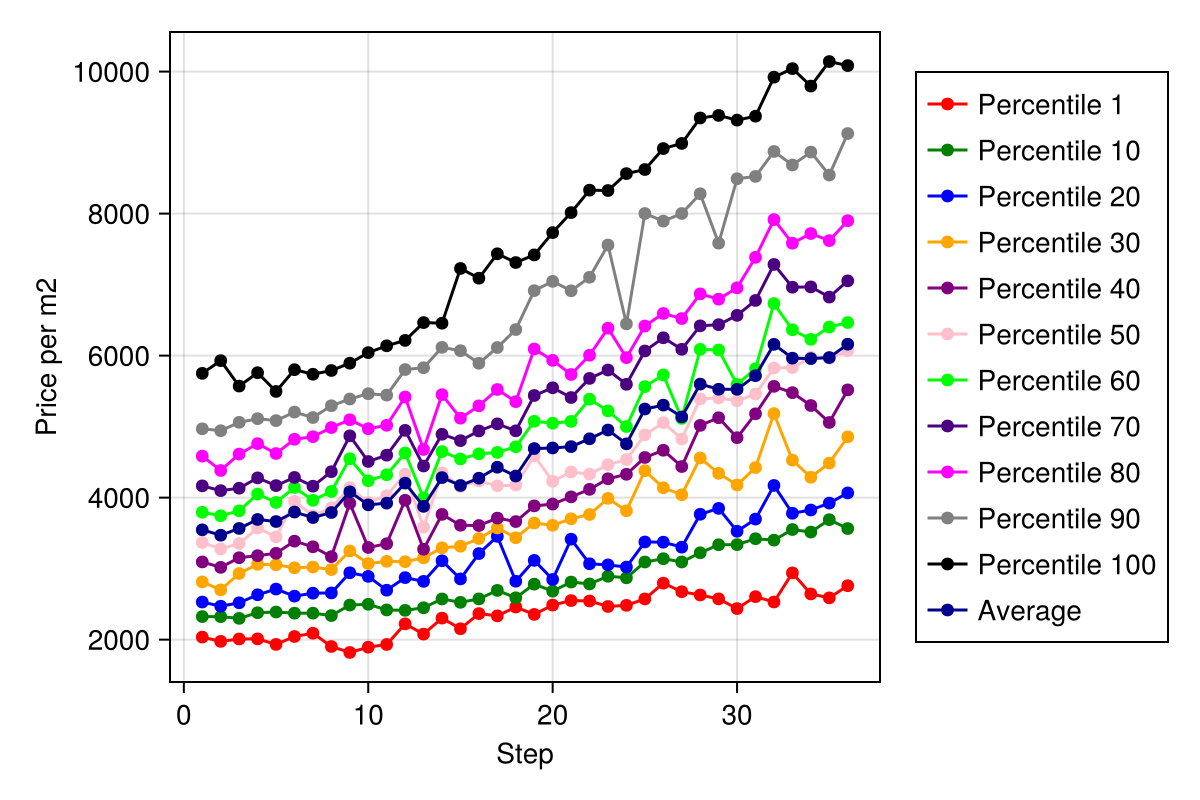 10000
8000
6000
4000
2000
Price per m2
0
10
20
30
Step
Percentile 1
Percentile 10
Percentile 20
Percentile 30
Percentile 40
Percentile 50
Percentile 60
Percentile 70
Percentile 80
Percentile 90
Percentile 100
Average